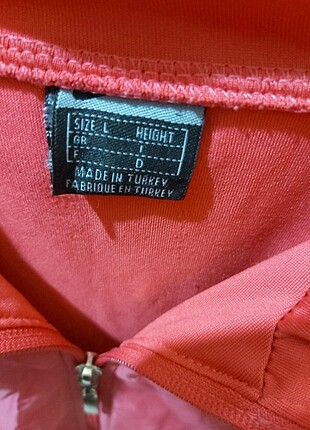 SIZE L HEIGHT
GB I
F D
MADE IN TURKEY
FABRIQUE EN TURKEY